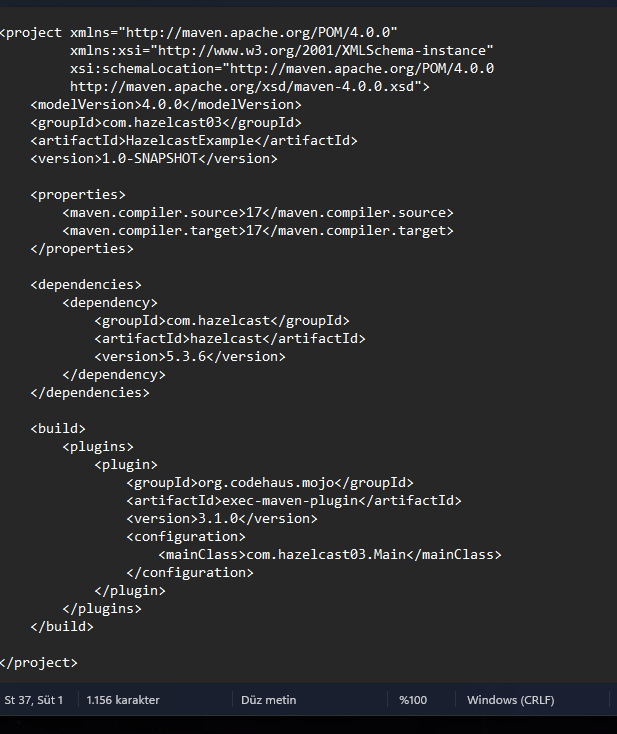 <project xmlns="http://maven.apache.org/POM/4.0.0"
         xmlns:xsi="http://www.w3.org/2001/XMLSchema-instance"
         xsi:schemaLocation="http://maven.apache.org/POM/4.0.0
         http://maven.apache.org/xsd/maven-4.0.0.xsd">
    <modelVersion>4.0.0</modelVersion>
    <groupId>com.hazelcast03</groupId>
    <artifactId>HazelcastExample</artifactId>
    <version>1.0-SNAPSHOT</version>

    <properties>
        <maven.compiler.source>17</maven.compiler.source>
        <maven.compiler.target>17</maven.compiler.target>
    </properties>

    <dependencies>
        <dependency>
            <groupId>com.hazelcast</groupId>
            <artifactId>hazelcast</artifactId>
            <version>5.3.6</version>
        </dependency>
    </dependencies>

    <build>
        <plugins>
            <plugin>
                <groupId>org.codehaus.mojo</groupId>
                <artifactId>exec-maven-plugin</artifactId>
                <version>3.1.0</version>
                <configuration>
                    <mainClass>com.hazelcast03.Main</mainClass>
                </configuration>
            </plugin>
        </plugins>
    </build>

</project>
St 37, Süt 1 1.156 karakter Düz metin %100 Windows (CRLF)